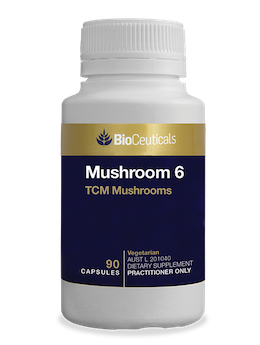 BioCeuticals
Mushroom 6
TCM Mushrooms
90
CAPSULES
Vegetarian
AUST L 201040
DIETARY SUPPLEMENT
PRACTITIONER ONLY